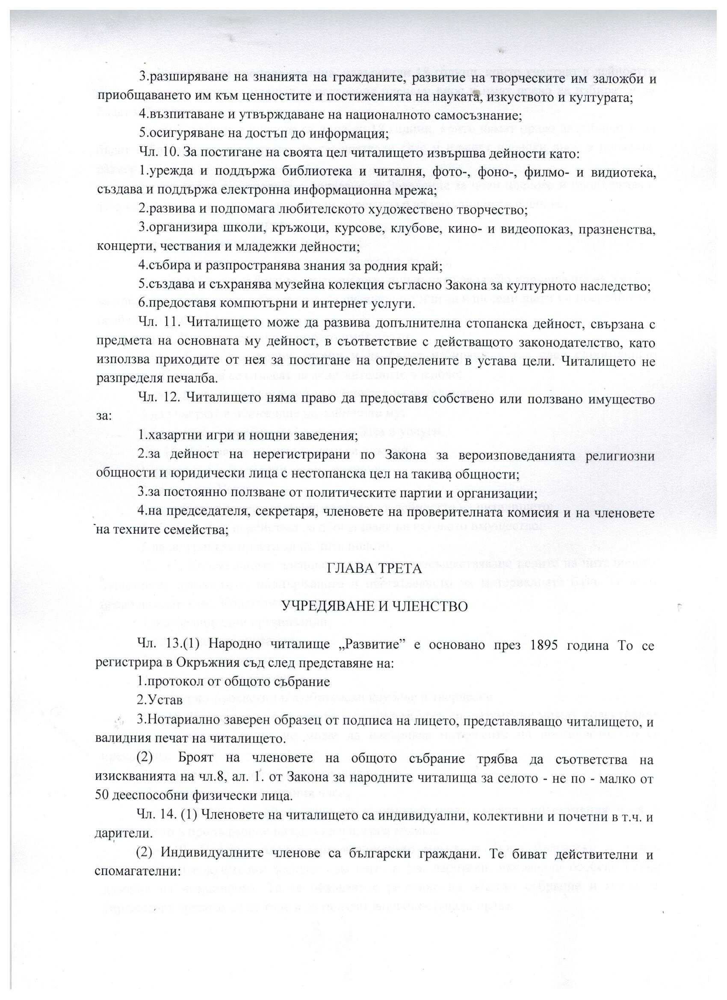 3.разширяване на знанията на гражданите, развитие на творческите им заложби и
приобщаването им към ценностите и постиженията на науката, изкуството и културата;
4.възпитаване и утвърждаване на националното самосъзнание;
5.осигуряване на достъп до информация;
Чл. 10. За постигане на своята цел читалището извършва дейности като:
1.урежда и поддържа библиотека и читалня, фото-, фоно-, филмо- и видиотека,
създава и поддържа електронна информационна мрежа;
2.развива и подпомага любителското художествено творчество;
3.организира школи, кръжоци, курсове, клубове, кино- и видеопоказ, празненства,
концерти, чествания и младежки дейности;
4.събира и разпространява знания за родния край;
5.създава и съхранява музейна колекция съгласно Закона за културното наследство;
6.предоставя компютърни и интернет услуги.
Чл. 11. Читалището може да развива допълнителна стопанска дейност, свързана с
предмета на основната му дейност, в съответствие с действащото законодателство, като
използва приходите от нея за постигане на определените в устава цели. Читалището не
разпределя печалба.
Чл. 12. Читалището няма право да предоставя собствено или ползвано имущество
за:
1.хазартни игри и нощни заведения;
2.за дейност на нерегистрирани по Закона за вероизповеданията религиозни
общности и юридически лица с нестопанска цел на такива общности;
3.за постоянно ползване от политическите партии и организации;
4.на председателя, секретаря, членовете на проверителната комисия и на членовете
на техните семейства;
ГЛАВА ТРЕТА
УЧРЕДЯВАНЕ И ЧЛЕНСТВО
Чл. 13.(1) Народно читалище „Развитие” е основано през 1895 година То се
регистрира в Окръжния съд след представяне на:
1.протокол от общото събрание
2.Устав
3.Нотариално заверен образец от подписа на лицето, представляващо читалището, и
валидния печат на читалището.
(2) Броят на членовете на общото събрание трябва да съответства на
изискванията на чл.8, ал. 1. от Закона за народните читалища за селото - не по - малко от
50 дееспособни физически лица.
Чл. 14. (1) Членовете на читалището са индивидуални, колективни и почетни в т.ч. и
дарители.
(2) Индивидуалните членове са български граждани. Те биват действителни и
спомагателни: